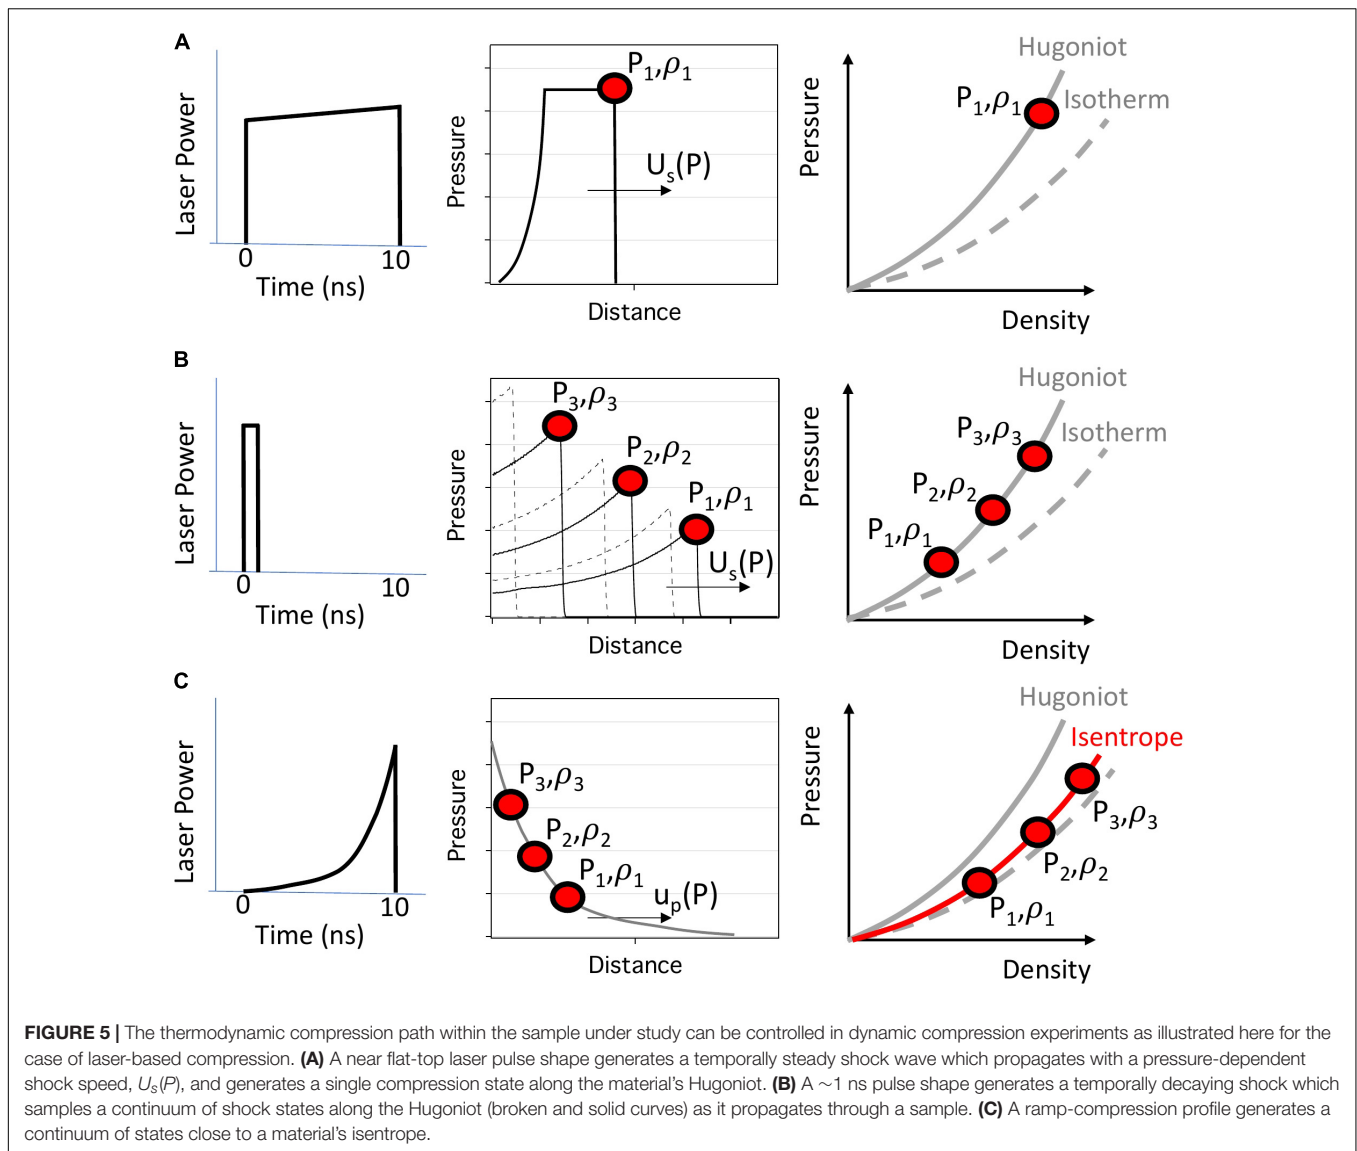 A
Laser Power
0
10
Time (ns)
Pressure
P1,ρ1
Us(P)
Distance
Perssure
Hugoniot
P1,ρ1
Isotherm
Density
B
Laser Power
0
10
Time (ns)
Pressure
P3,ρ3
P2,ρ2
P1,ρ1
Us(P)
Distance
Pressure
Hugoniot
P3,ρ3
Isotherm
P2,ρ2
P1,ρ1
Density
C
Laser Power
0
10
Time (ns)
Pressure
P3,ρ3
P2,ρ2
P1,ρ1
up(P)
Distance
Pressure
Hugoniot
Isentrope
P3,ρ3
P2,ρ2
P1,ρ1
Density
FIGURE 5 | The thermodynamic compression path within the sample under study can be controlled in dynamic compression experiments as illustrated here for the
case of laser-based compression. (A) A near flat-top laser pulse shape generates a temporally steady shock wave which propagates with a pressure-dependent
shock speed, Us(P), and generates a single compression state along the material's Hugoniot. (B) A ∼1 ns pulse shape generates a temporally decaying shock which
samples a continuum of shock states along the Hugoniot (broken and solid curves) as it propagates through a sample. (C) A ramp-compression profile generates a
continuum of states close to a material's isentrope.